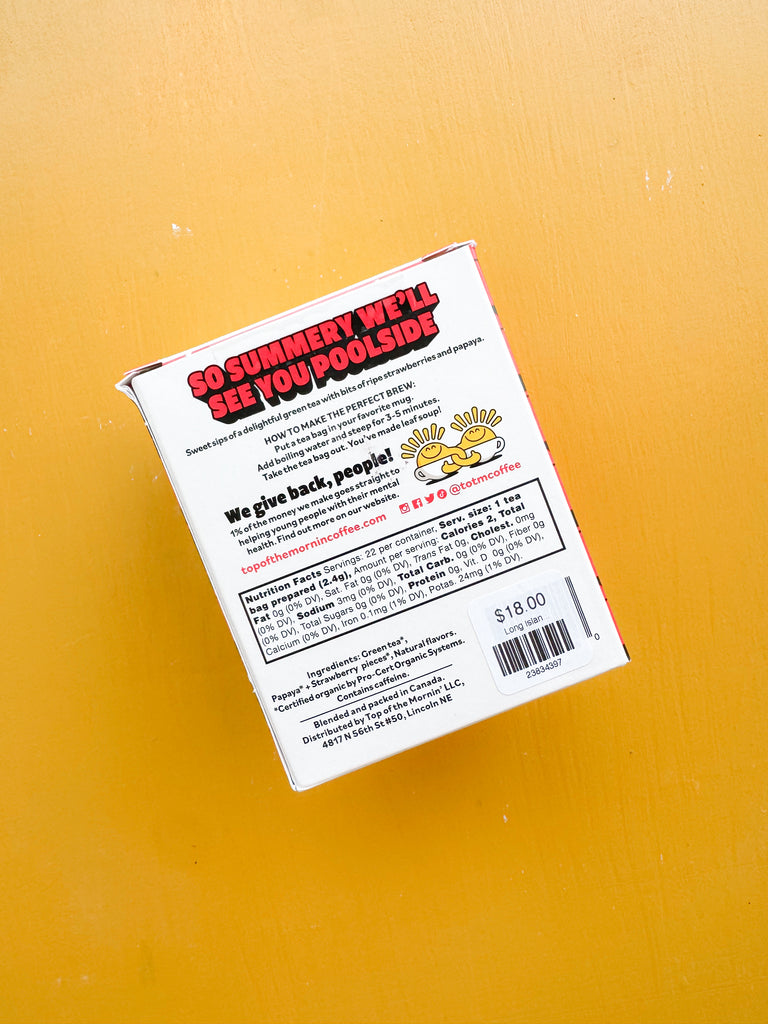 SO SUMMERY WE'LL
SEE YOU POOLSIDE
Sweet sips of a delightful green tea with bits of ripe strawberries and papaya.
HOW TO MAKE THE PERFECT BREW:
Put a tea bag in your favorite mug.
Add boiling water and steep for 3-5 minutes.
Take the tea bag out. You've made leaf soup!
We give back, people!
1% of the money we make goes straight to
helping young people with their mental
health. Find out more on our website.
topofthemornincoffee.com
@totmcoffee
Nutrition Facts Servings: 22 per container. Serv. size: 1 tea
bag prepared (2.4g), Amount per serving: Calories 2, Total
Fat 0g (0% DV), Sat. Fat 0g (0% DV), Trans Fat 0g, Cholest. 0mg
(0% DV), Sodium 3mg (0% DV), Total Carb. 0g (0% DV), Fiber 0g
(0% DV), Total Sugars 0g (0% DV), Protein 0g, Vit. D 0g (0% DV),
Calcium (0% DV), Iron 0.1mg (1% DV), Potas. 24mg (1% DV).
Ingredients: Green tea*,
Papaya* + Strawberry pieces*, Natural flavors.
*Certified organic by Pro-Cert Organic Systems.
Contains caffeine.
Blended and packed in Canada.
Distributed by Top of the Mornin' LLC,
4817 N 56th St #50, Lincoln NE
$18.00
Long Islan
23834397
0